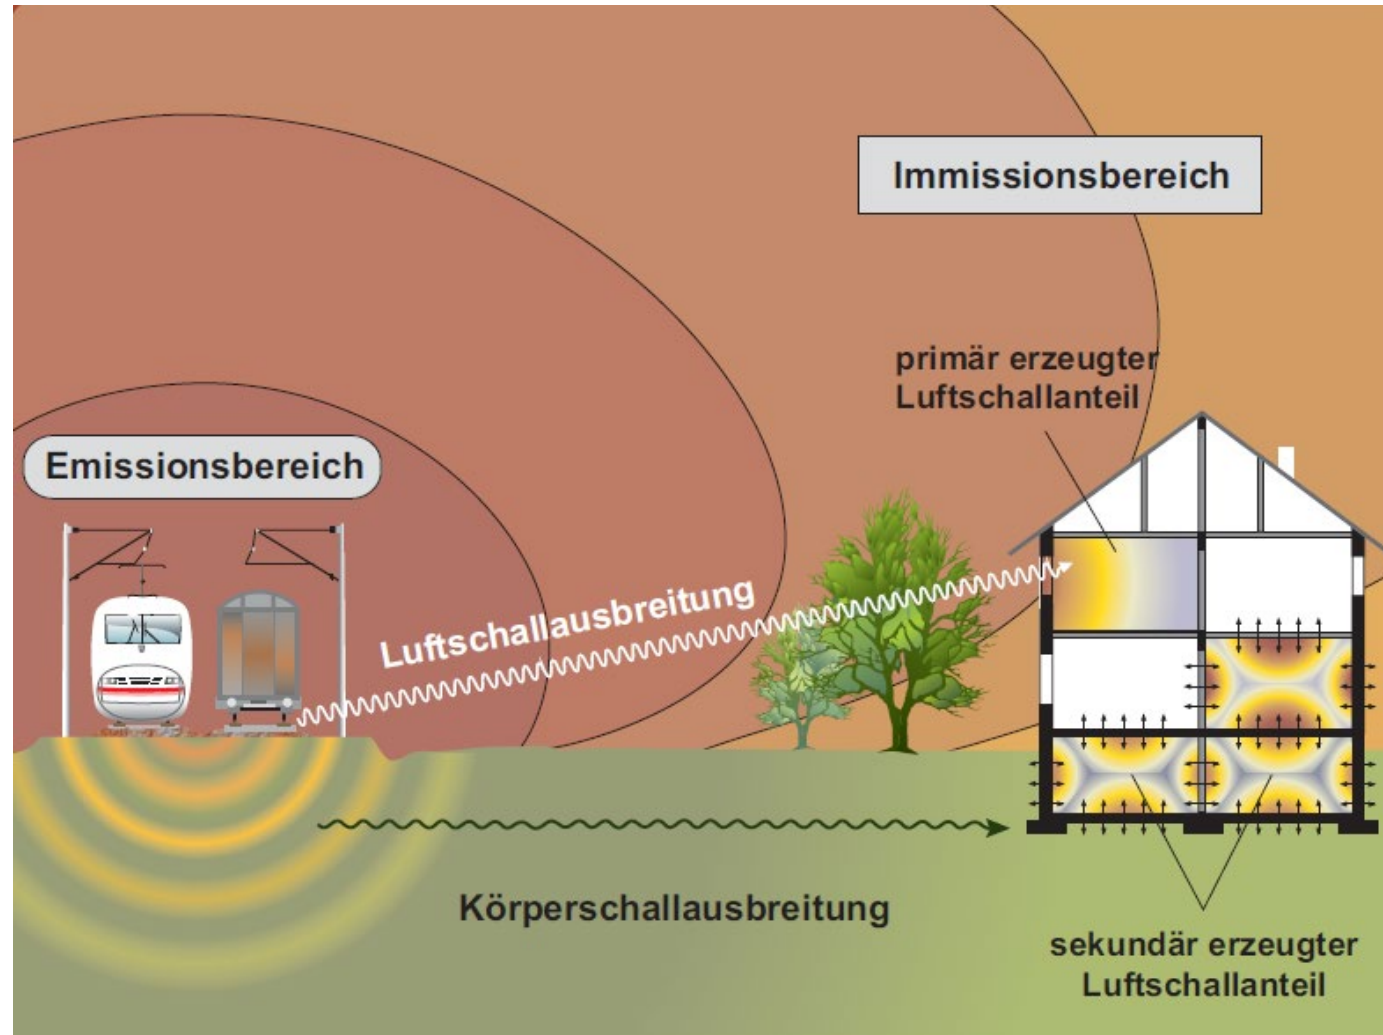 Immissionsbereich
primär erzeugter
Luftschallanteil
Emissionsbereich
Luftschallausbreitung
Körperschallausbreitung
sekundär erzeugter
Luftschallanteil